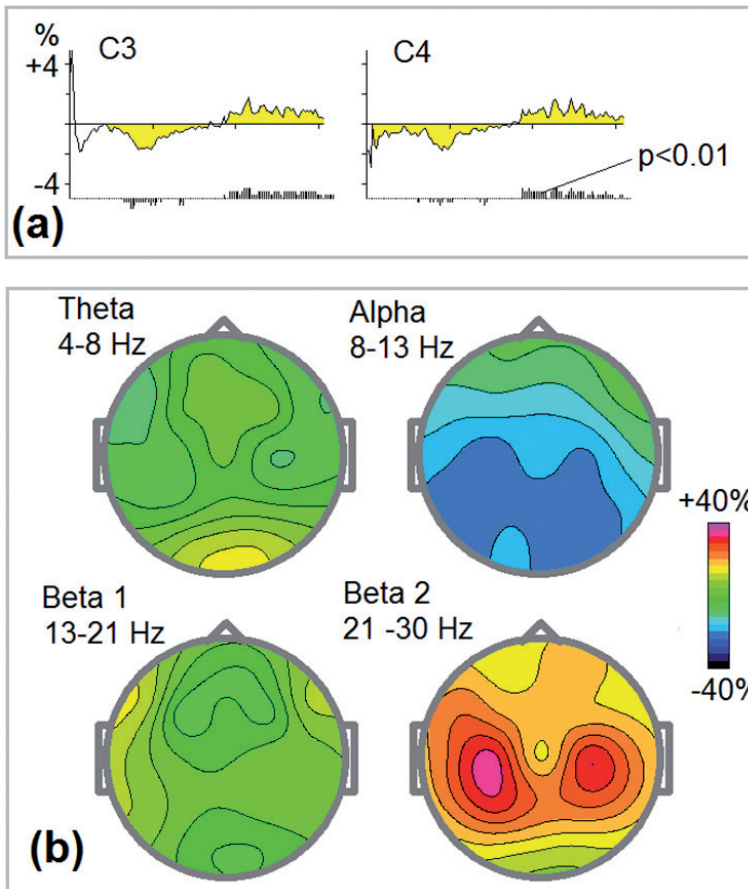 %
+4
-4
C3
C4
p<0.01
(a)
Theta
4-8 Hz
Alpha
8-13 Hz
+40%
-40%
Beta 1
13-21 Hz
Beta 2
21 -30 Hz
(b)